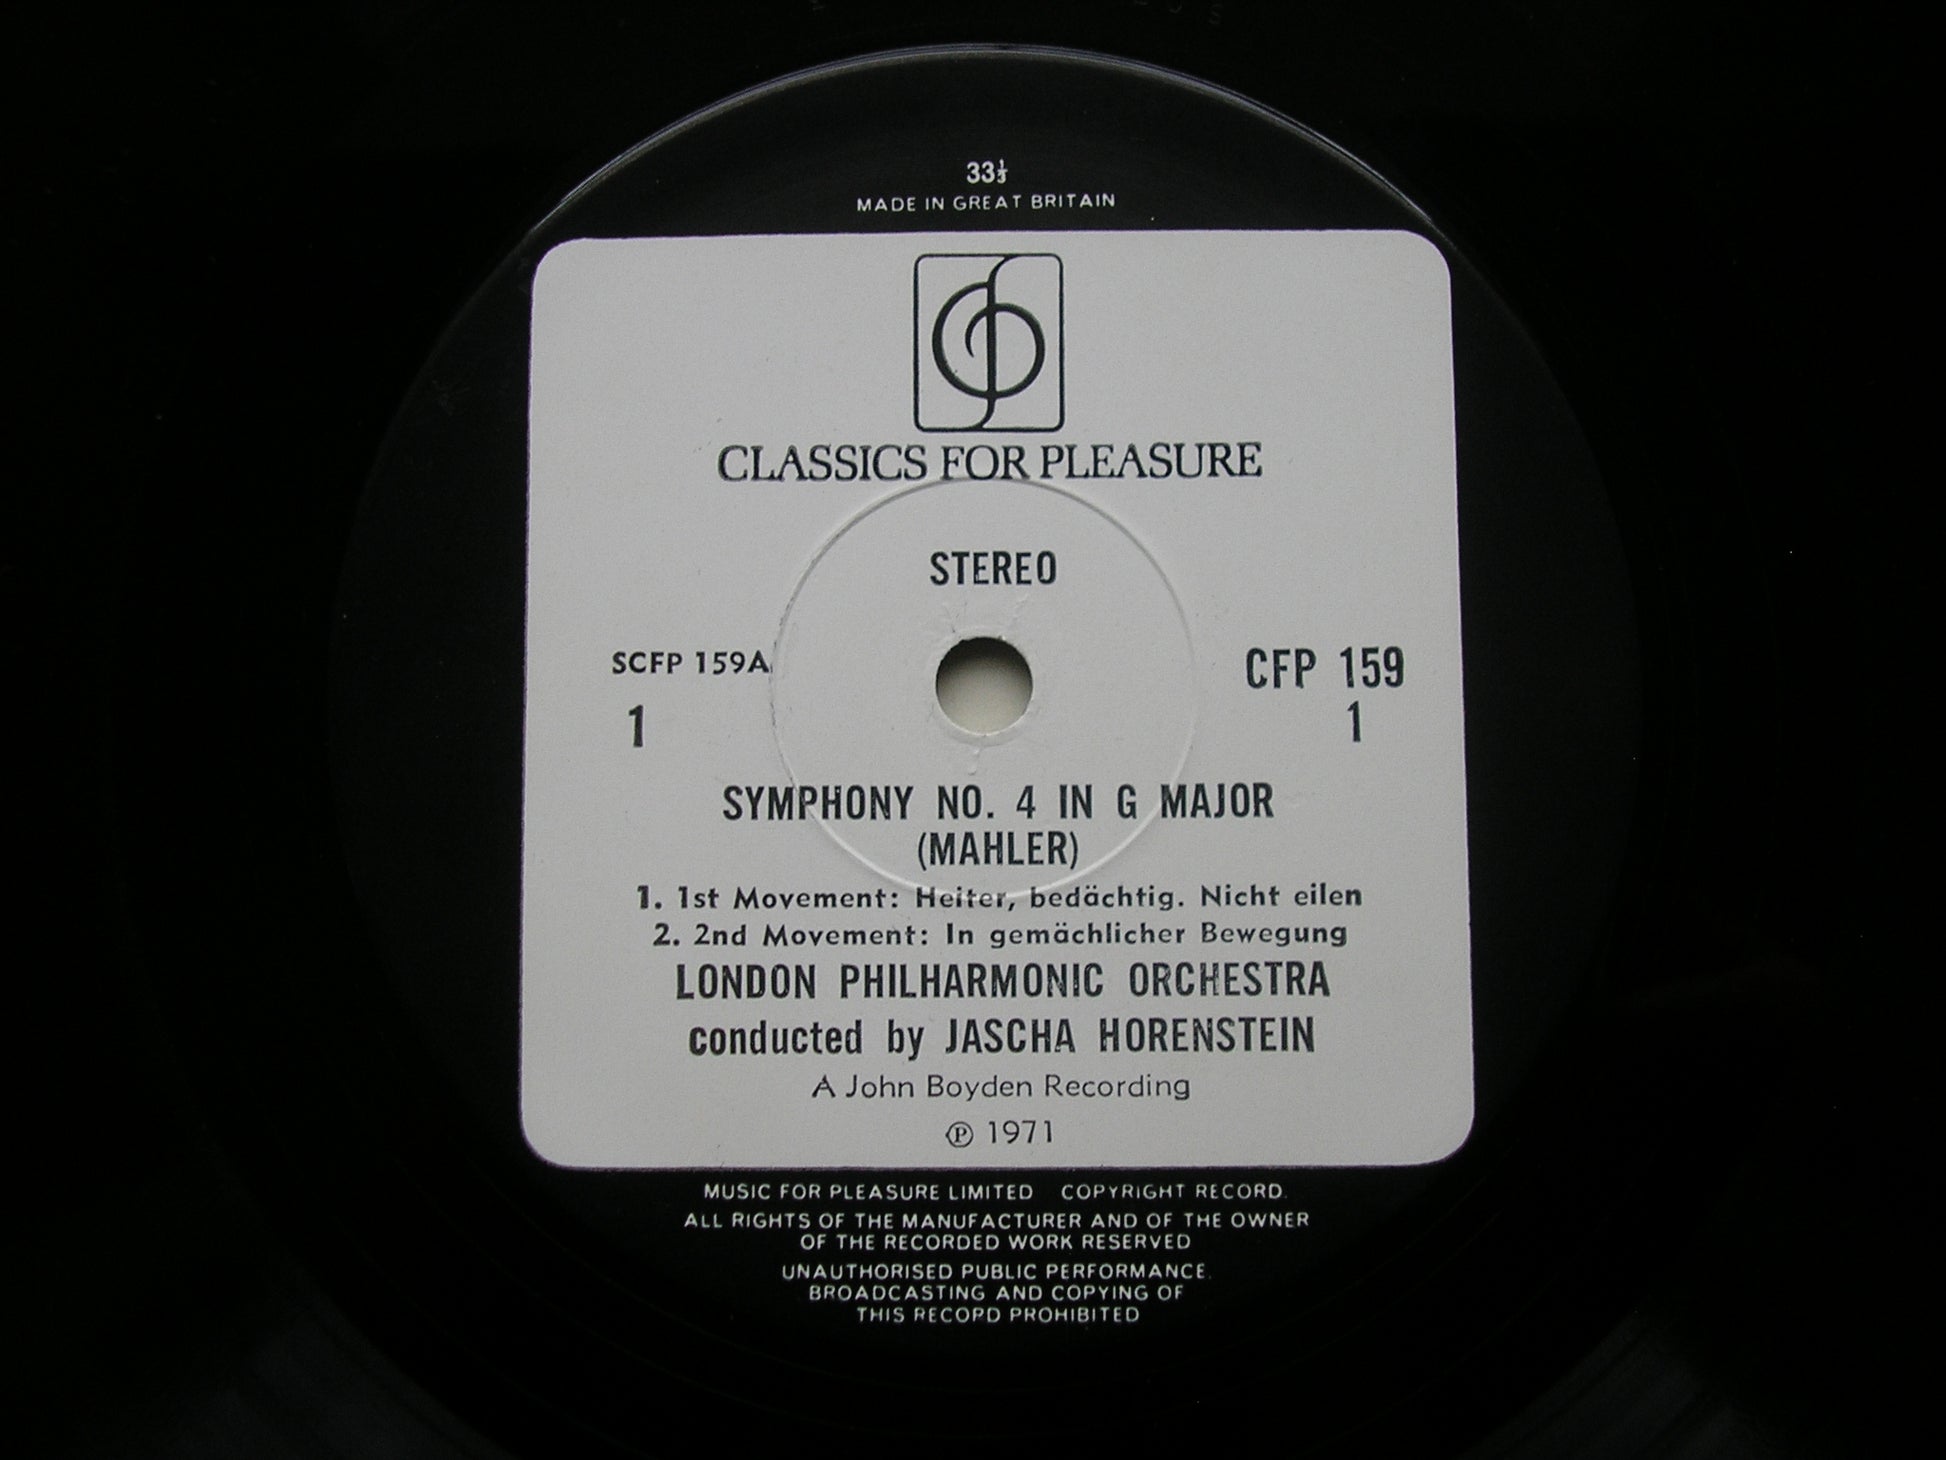 33⅓
MADE IN GREAT BRITAIN
CLASSICS FOR PLEASURE
STEREO
SCFP 159A
CFP 159
1
1
SYMPHONY NO. 4 IN G MAJOR
(MAHLER)
1. 1st Movement: Heiter, bedächtig. Nicht eilen
2. 2nd Movement: In gemächlicher Bewegung
LONDON PHILHARMONIC ORCHESTRA
conducted by JASCHA HORENSTEIN
A John Boyden Recording
℗ 1971
MUSIC FOR PLEASURE LIMITED COPYRIGHT RECORD.
ALL RIGHTS OF THE MANUFACTURER AND OF THE OWNER
OF THE RECORDED WORK RESERVED
UNAUTHORISED PUBLIC PERFORMANCE.
BROADCASTING AND COPYING OF
THIS RECORD PROHIBITED